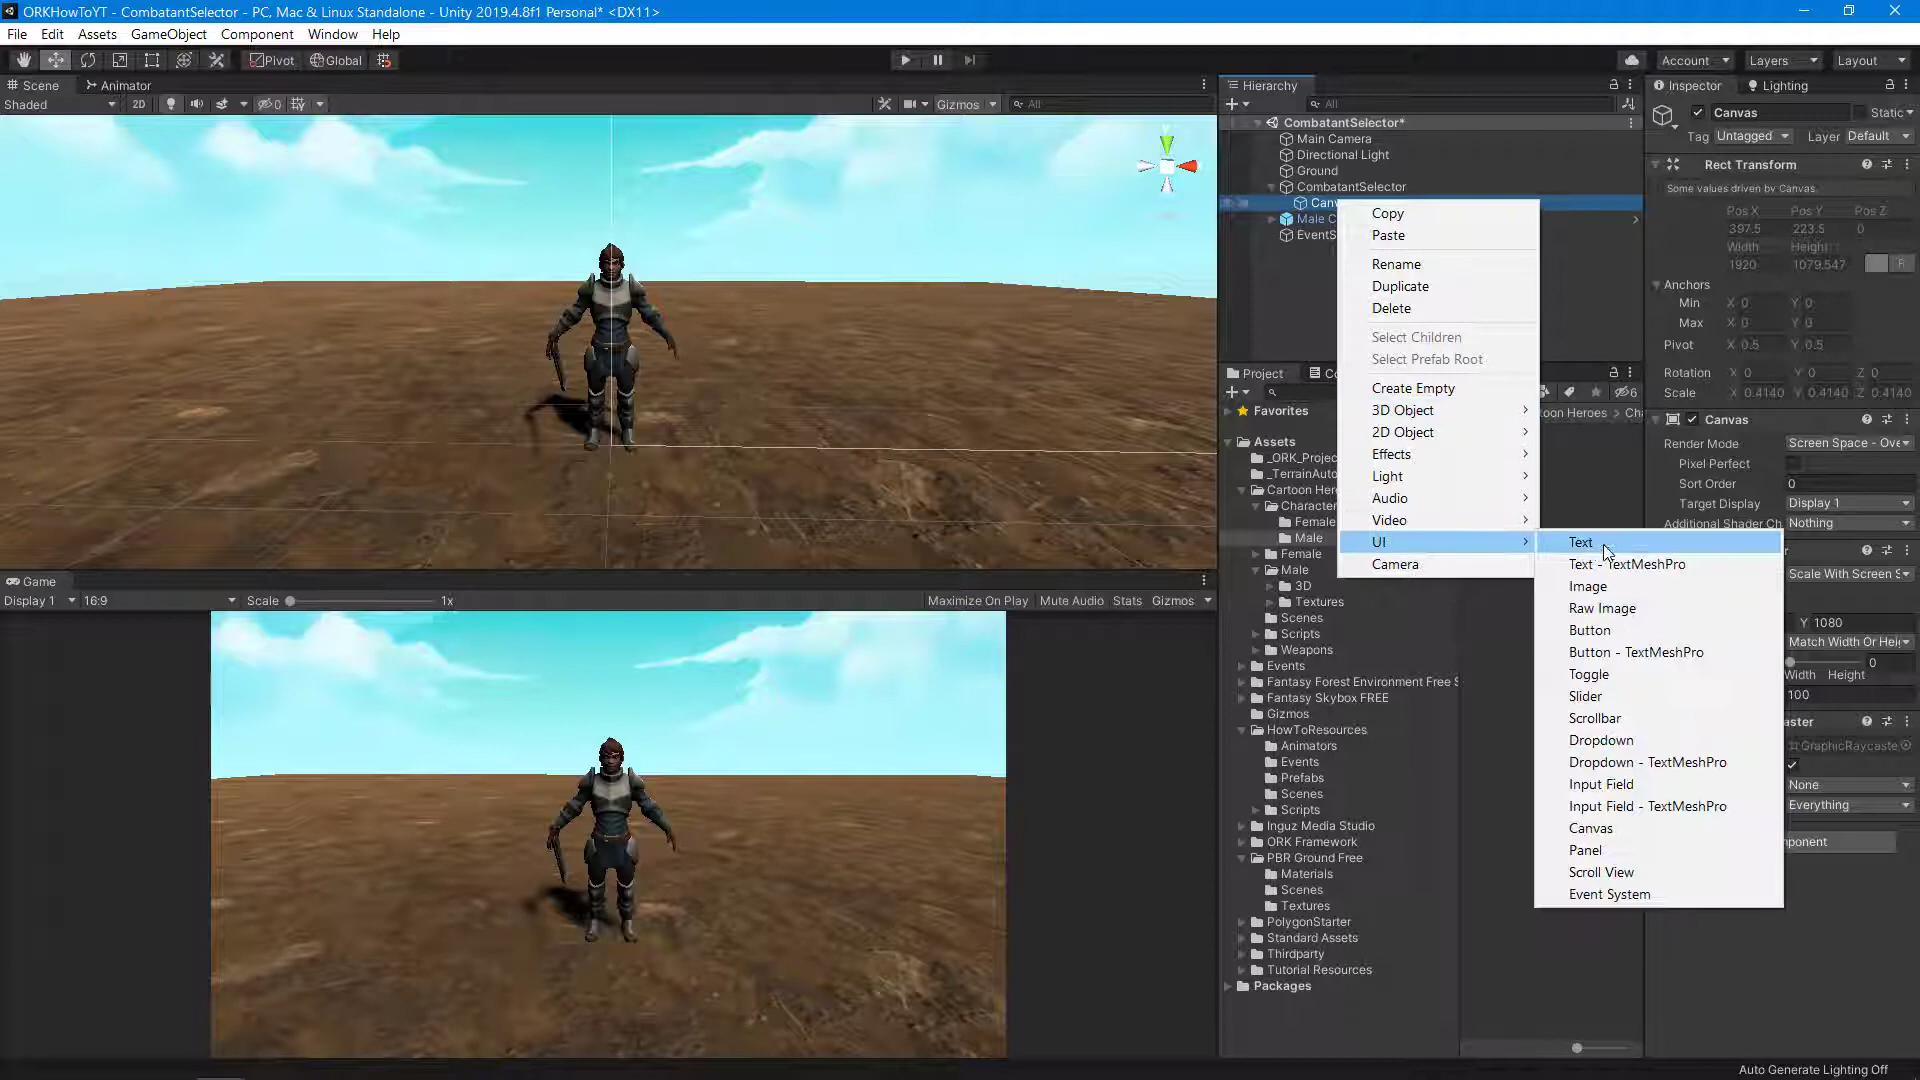 ORKHowToYT - CombatantSelector - PC, Mac & Linux Standalone - Unity 2019.4.8f1 Personal* <DX11>
File Edit Assets GameObject Component Window Help
Pivot Global Account Layers Layout
Scene Animator
Shaded 2D 0 Gizmos All
Hierarchy
All
CombatantSelector*
Main Camera
Directional Light
Ground
CombatantSelector
Canv
Male C
EventS
Copy
Paste
Rename
Duplicate
Delete
Select Children
Select Prefab Root
Create Empty
3D Object
2D Object
Effects
Light
Audio
Video
UI
Camera
Text
Text - TextMeshPro
Image
Raw Image
Button
Button - TextMeshPro
Toggle
Slider
Scrollbar
Dropdown
Dropdown - TextMeshPro
Input Field
Input Field - TextMeshPro
Canvas
Panel
Scroll View
Event System
Project Co
6
toon Heroes > Cha
Favorites
Assets
_ORK_Projec
_TerrainAuto
Cartoon Her
Character
Female
Male
Female
Male
3D
Textures
Scenes
Scripts
Weapons
Events
Fantasy Forest Environment Free S
Fantasy Skybox FREE
Gizmos
HowToResources
Animators
Events
Prefabs
Scenes
Scripts
Inguz Media Studio
ORK Framework
PBR Ground Free
Materials
Scenes
Textures
PolygonStarter
Standard Assets
Thirdparty
Tutorial Resources
Packages
Inspector Lighting
Canvas Static
Tag Untagged Layer Default
Rect Transform
Some values driven by Canvas.
Pos X Pos Y Pos Z
397.5 223.5 0
Width Height
1920 1079.547 R
Anchors
Min X 0 Y 0
Max X 0 Y 0
Pivot X 0.5 Y 0.5
Rotation X 0 Y 0 Z 0
Scale X 0.4140 Y 0.4140 Z 0.4140
Canvas
Render Mode Screen Space - Ove
Pixel Perfect
Sort Order 0
Target Display Display 1
Additional Shader Ch Nothing
r
Scale With Screen S
Y 1080
Match Width Or Hei
0
Width Height
100
aster
GraphicRaycaste
None
Everything
ponent
Game
Display 1 16:9 Scale 1x Maximize On Play Mute Audio Stats Gizmos
Auto Generate Lighting Off